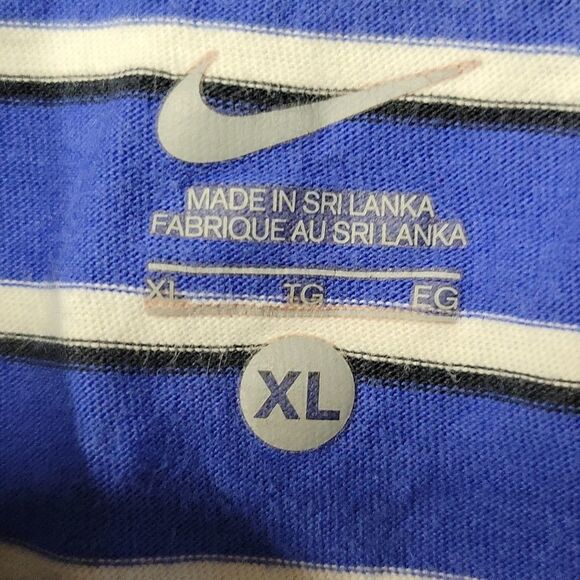 MADE IN SRI LANKA
FABRIQUE AU SRI LANKA
XL TG EG
XL